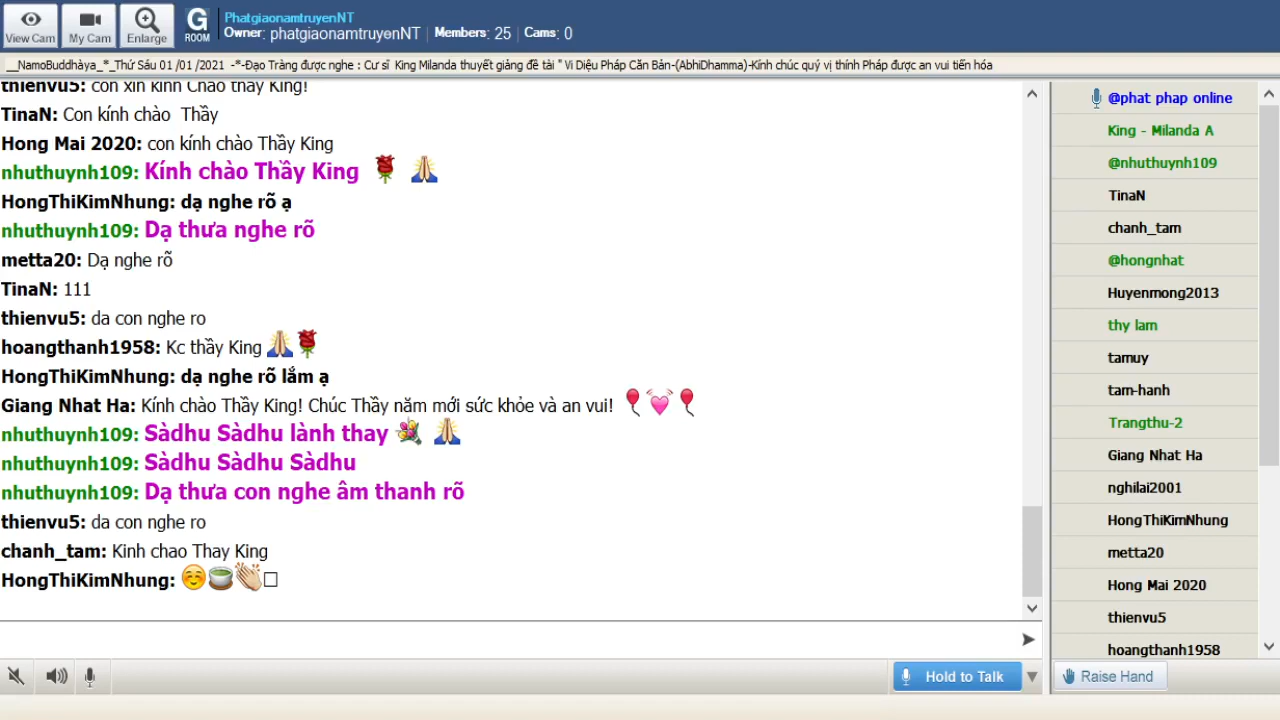 View Cam
My Cam
Enlarge
G
ROOM
PhatgiaonamtruyenNT
Owner: phatgiaonamtruyenNT | Members: 25 | Cams: 0
__NamoBuddhàya_*_Thứ Sáu 01 /01 /2021 -*-Đạo Tràng được nghe : Cư sĩ King Milanda thuyết giảng đề tài " Vi Diệu Pháp Căn Bản-(AbhiDhamma)-Kính chúc quý vị thính Pháp được an vui tiến hóa
thienvu5: con xin kinh Chao thay King!
TinaN: Con kính chào Thầy
Hong Mai 2020: con kính chào Thầy King
nhuthuynh109: Kính chào Thầy King 🌹 🙏
HongThiKimNhung: dạ nghe rõ ạ
nhuthuynh109: Dạ thưa nghe rõ
metta20: Dạ nghe rõ
TinaN: 111
thienvu5: da con nghe ro
hoangthanh1958: Kc thầy King 🙏🌹
HongThiKimNhung: dạ nghe rõ lắm ạ
Giang Nhat Ha: Kính chào Thầy King! Chúc Thầy năm mới sức khỏe và an vui! 🎈💓🎈
nhuthuynh109: Sàdhu Sàdhu lành thay 💐 🙏
nhuthuynh109: Sàdhu Sàdhu Sàdhu
nhuthuynh109: Dạ thưa con nghe âm thanh rõ
thienvu5: da con nghe ro
chanh_tam: Kinh chao Thay King
HongThiKimNhung: ☺️🍵👏□
Hold to Talk
@phat phap online
King - Milanda A
@nhuthuynh109
TinaN
chanh_tam
@hongnhat
Huyenmong2013
thy lam
tamuy
tam-hanh
Trangthu-2
Giang Nhat Ha
nghilai2001
HongThiKimNhung
metta20
Hong Mai 2020
thienvu5
hoangthanh1958
Raise Hand